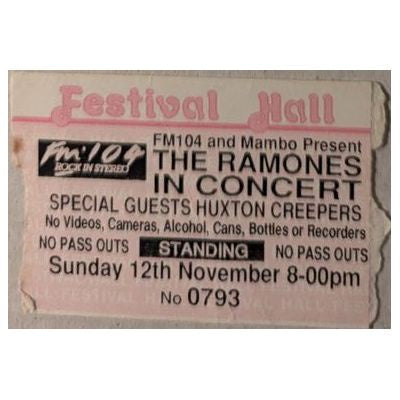 Festival Hall
FM104 and Mambo Present
FM'104
ROCK IN STEREO
THE RAMONES
IN CONCERT
SPECIAL GUESTS HUXTON CREEPERS
No Videos, Cameras, Alcohol, Cans, Bottles or Recorders
NO PASS OUTS STANDING NO PASS OUTS
Sunday 12th November 8-00pm
No 0793